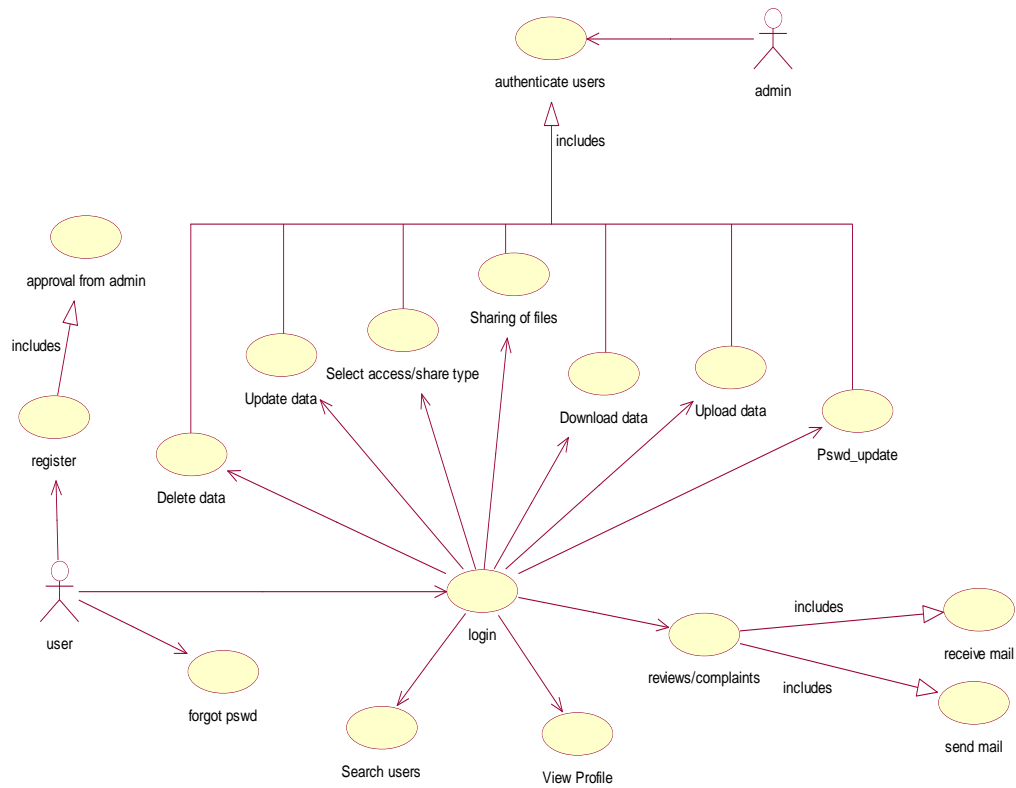 authenticate users
admin
includes
approval from admin
Sharing of files
includes
Select access/share type
Update data
Download data
Upload data
Pswd_update
register
Delete data
includes
login
user
receive mail
reviews/complaints
includes
forgot pswd
send mail
Search users
View Profile